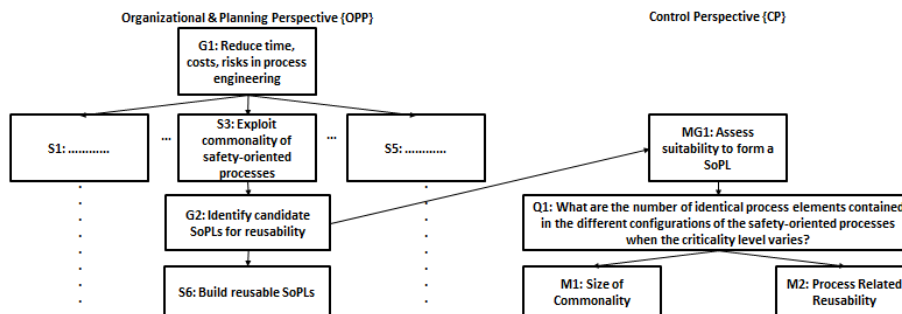 Organizational & Planning Perspective {OPP}
Control Perspective {CP}
G1: Reduce time,
costs, risks in process
engineering
S1: …………
...
S3: Exploit
commonality of
safety-oriented
processes
...
S5: …………
MG1: Assess
suitability to form a
SoPL
G2: Identify candidate
SoPLs for reusability
Q1: What are the number of identical process elements contained
in the different configurations of the safety-oriented processes
when the criticality level varies?
S6: Build reusable SoPLs
M1: Size of
Commonality
M2: Process Related
Reusability